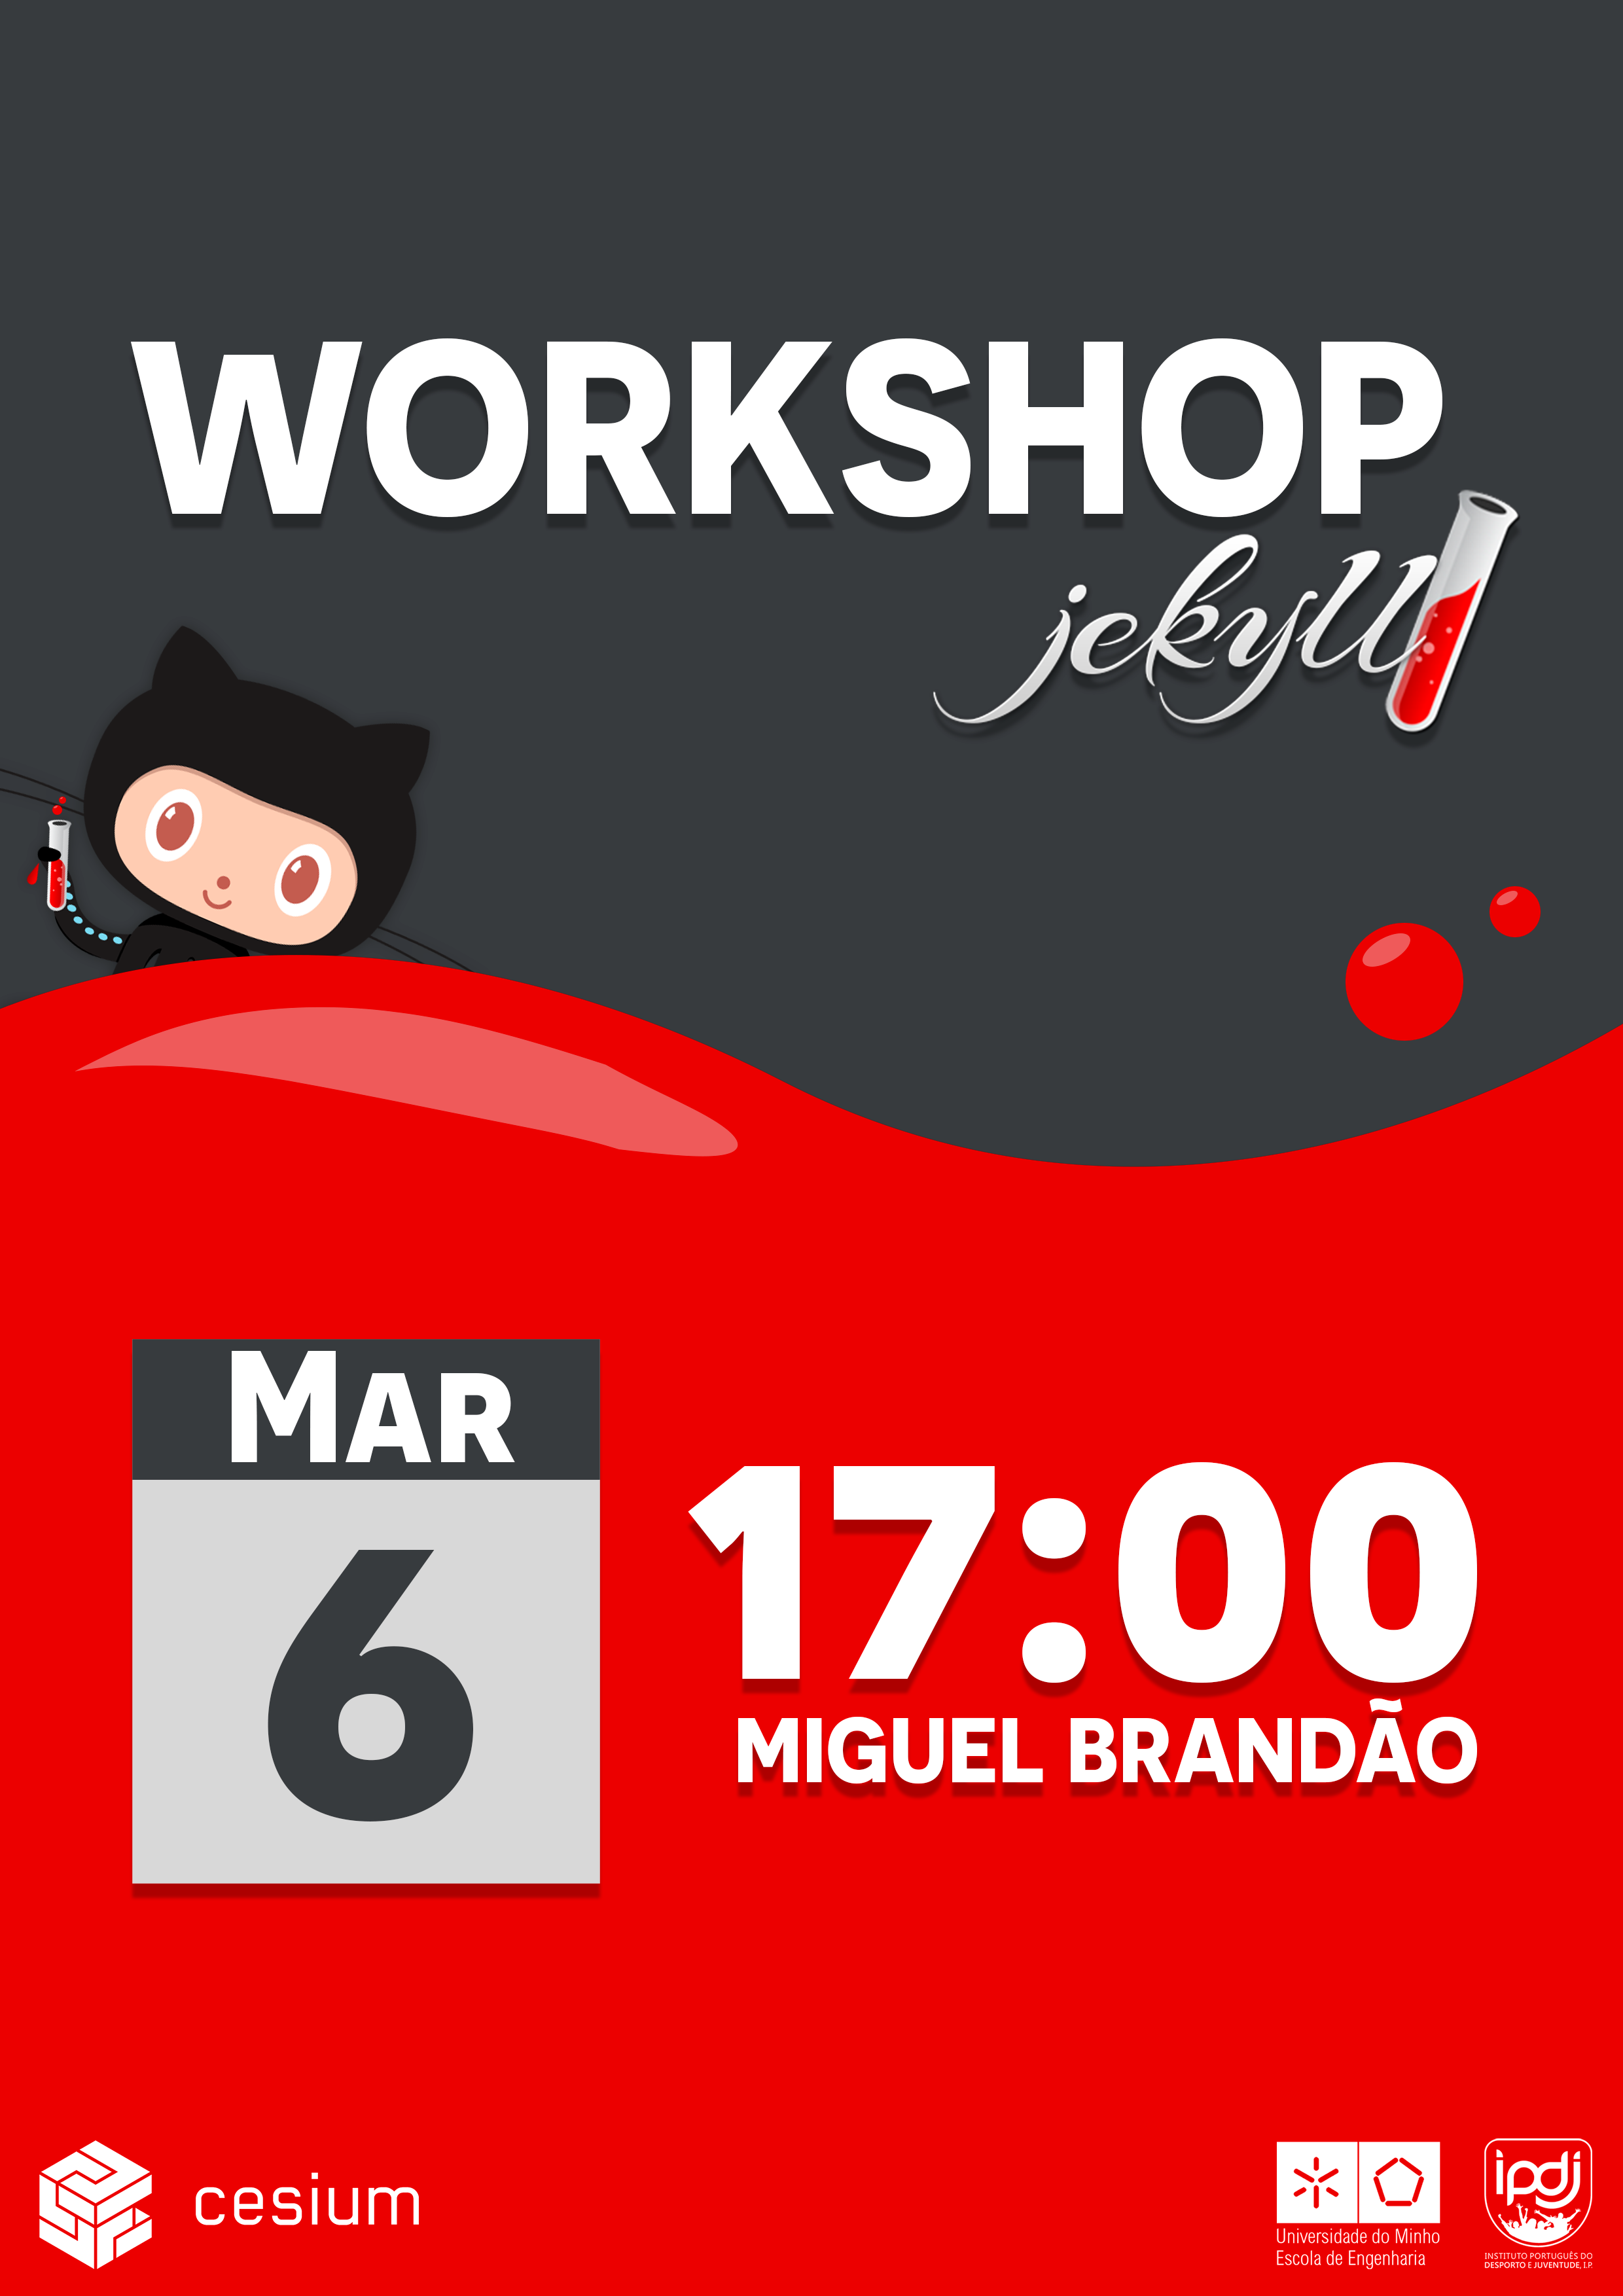 WORKSHOP
jekyll
MAR
6
17:00
MIGUEL BRANDÃO
cesium
Universidade do Minho
Escola de Engenharia
ipdj
INSTITUTO PORTUGUÊS DO
DESPORTO E JUVENTUDE, I.P.